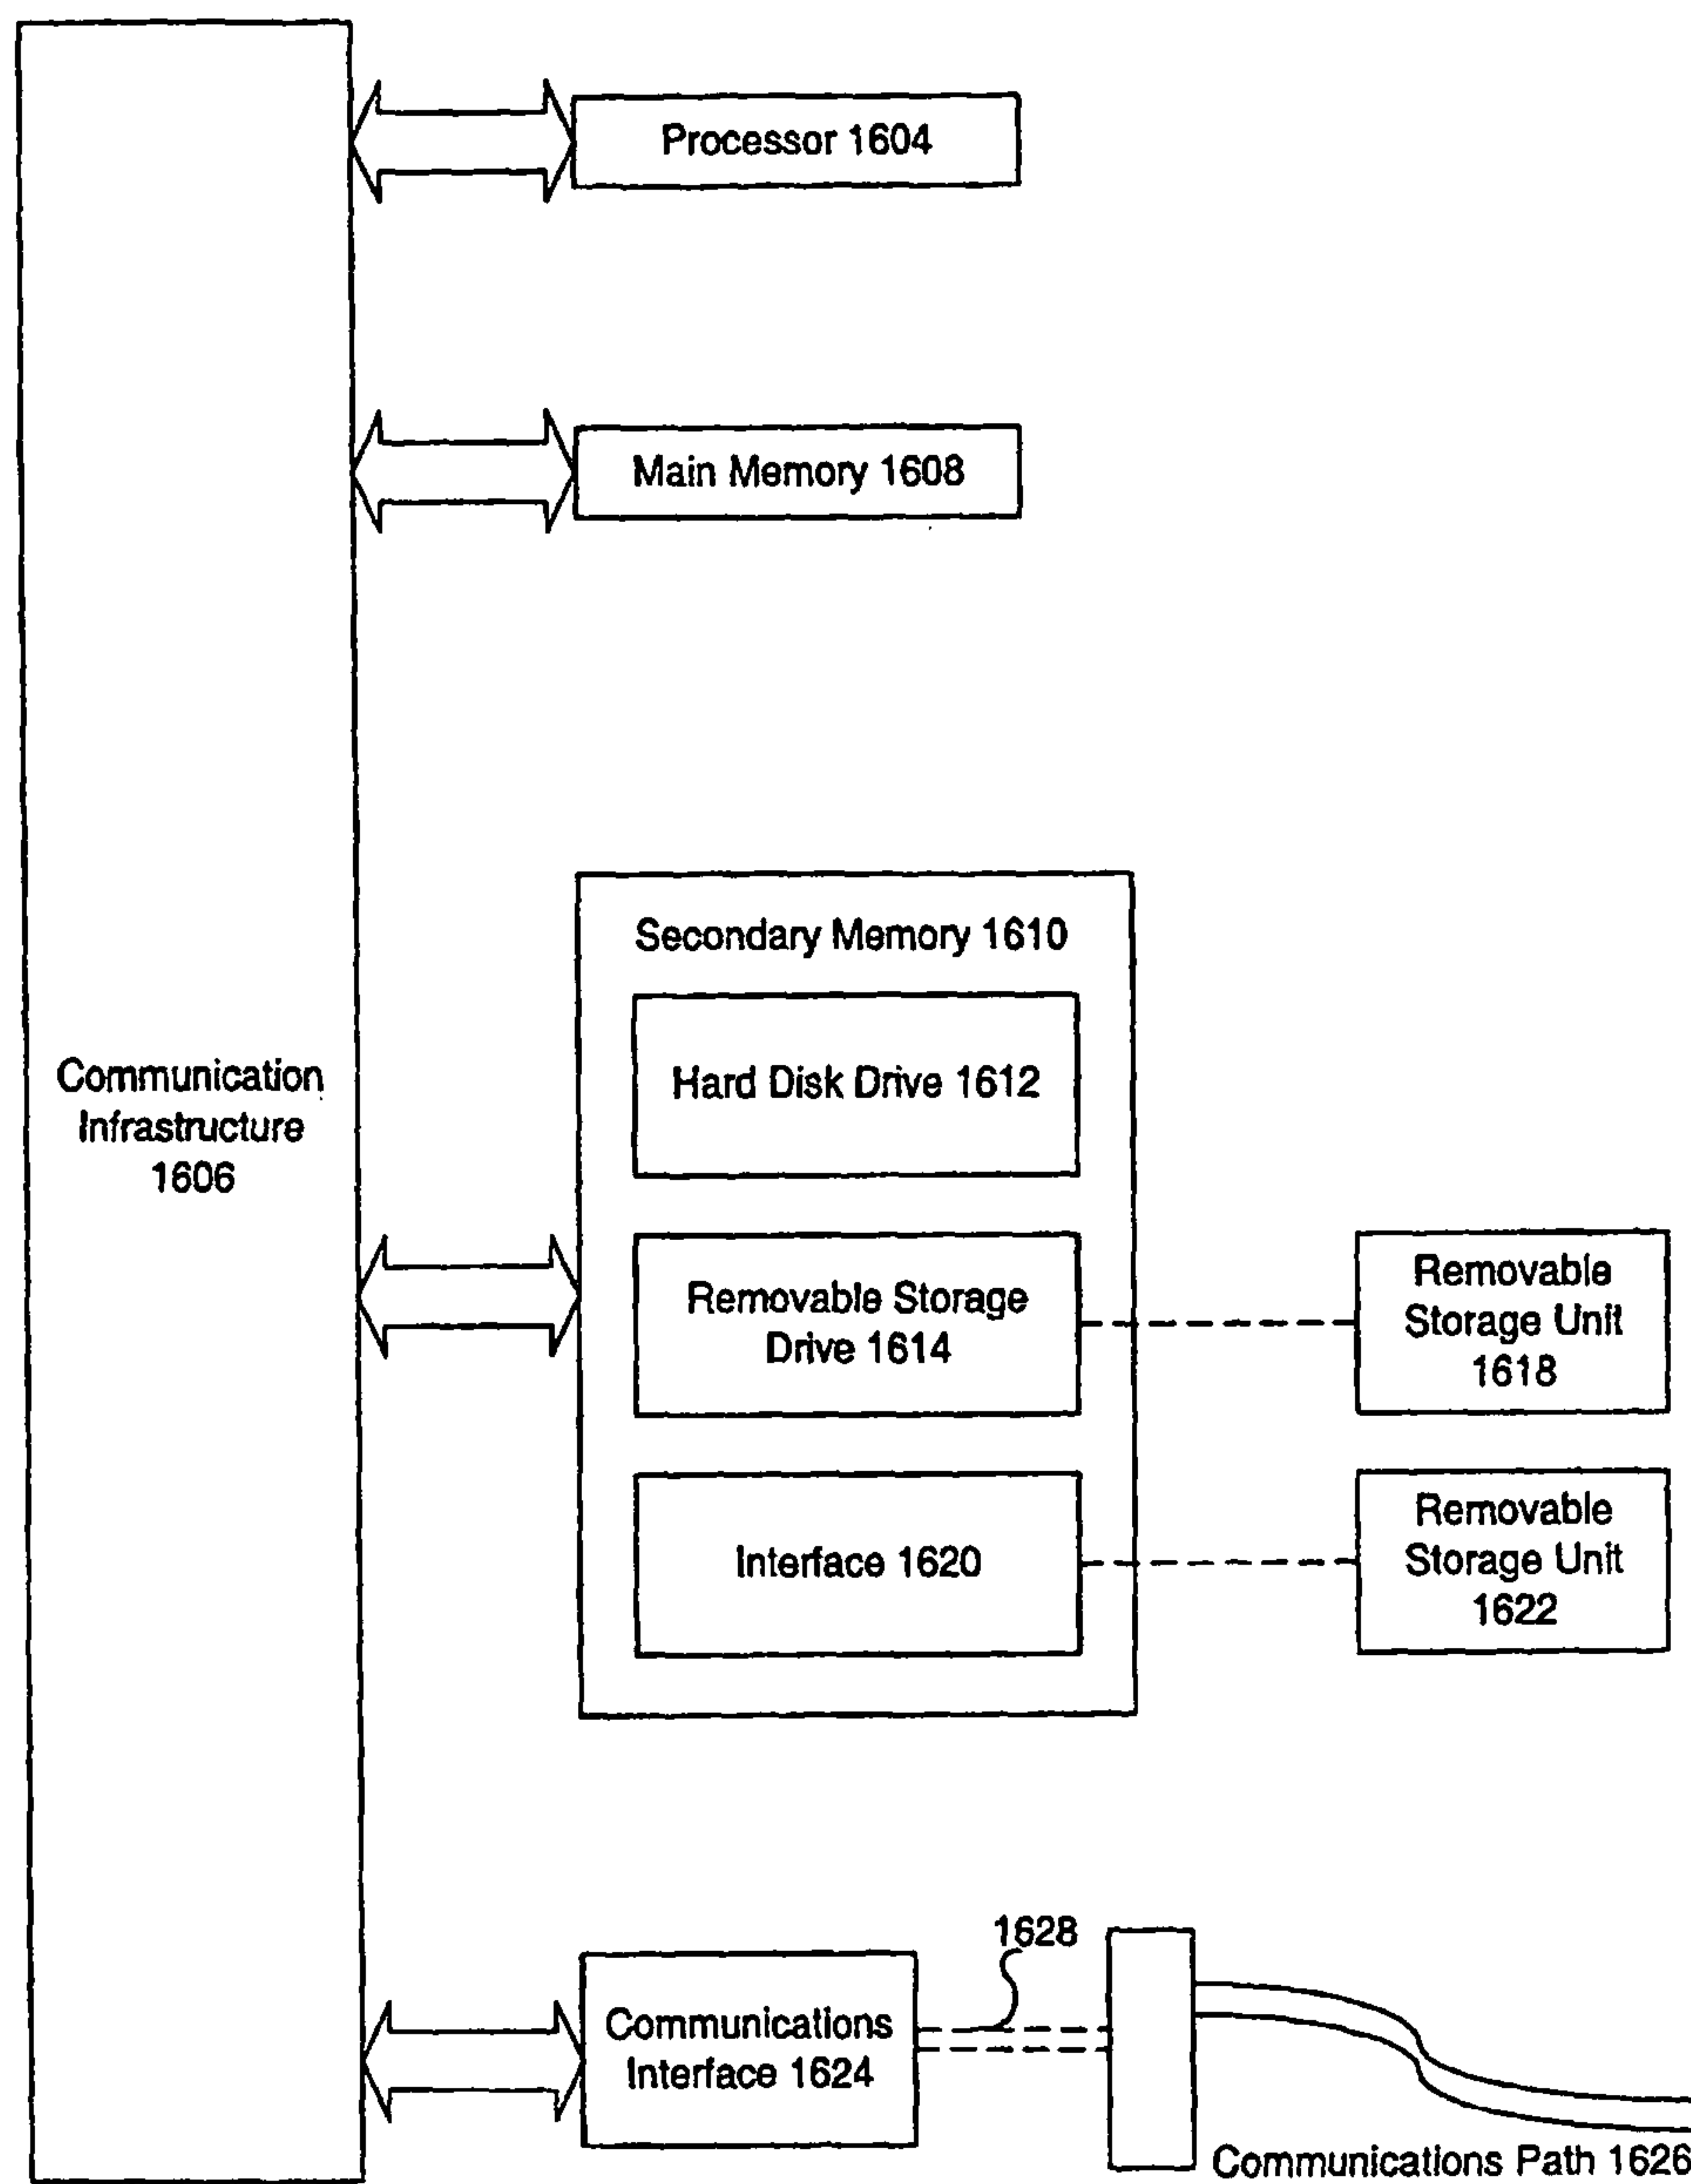 Processor 1604
Main Memory 1608
Secondary Memory 1610
Hard Disk Drive 1612
Communication
Infrastructure
1606
Removable Storage
Drive 1614
Removable
Storage Unit
1618
Interface 1620
Removable
Storage Unit
1622
1628
Communications
Interface 1624
Communications Path 1626